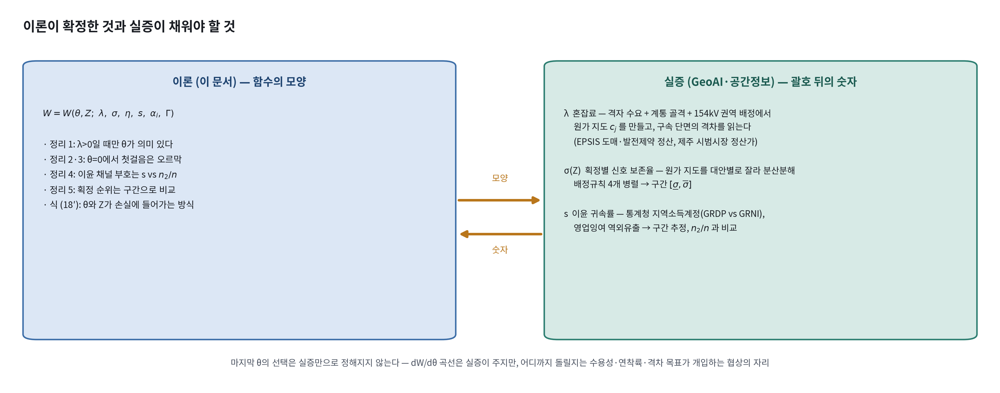 이론이 확정한 것과 실증이 채워야 할 것
이론 (이 문서) — 함수의 모양
W = W(θ, Z; λ, σ, η, s, αᵢ, Γ)
· 정리 1: λ>0일 때만 θ가 의미 있다
· 정리 2·3: θ=0에서 첫걸음은 오르막
· 정리 4: 이윤 채널 부호는 s vs n₂/n
· 정리 5: 획정 순위는 구간으로 비교
· 식 (18′): θ와 Z가 손실에 들어가는 방식
모양
숫자
실증 (GeoAI·공간정보) — 괄호 뒤의 숫자
λ 혼잡료 — 격자 수요 + 계통 골격 + 154kV 권역 배정에서
원가 지도 cⱼ 를 만들고, 구속 단면의 격차를 읽는다
(EPSIS 도매·발전제약 정산, 제주 시범시장 정산가)
σ(Z) 획정별 신호 보존율 — 원가 지도를 대안별로 잘라 분산분해
배정규칙 4개 병렬 → 구간 [σ̲, σ̅]
s 이윤 귀속률 — 통계청 지역소득계정(GRDP vs GRNI),
영업잉여 역외유출 → 구간 추정, n₂/n 과 비교
마지막 θ의 선택은 실증만으로 정해지지 않는다 — dW/dθ 곡선은 실증이 주지만, 어디까지 돌릴지는 수용성·연착륙·격차 목표가 개입하는 협상의 자리